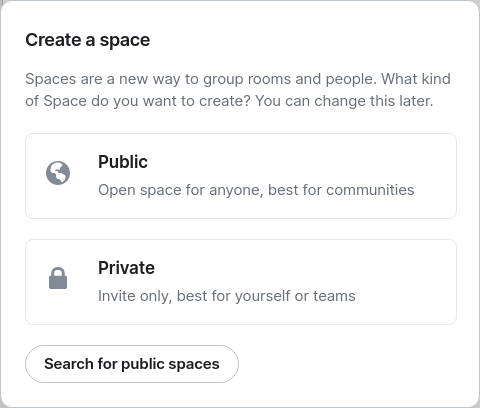 Create a space
Spaces are a new way to group rooms and people. What kind
of Space do you want to create? You can change this later.
Public
Open space for anyone, best for communities
Private
Invite only, best for yourself or teams
Search for public spaces